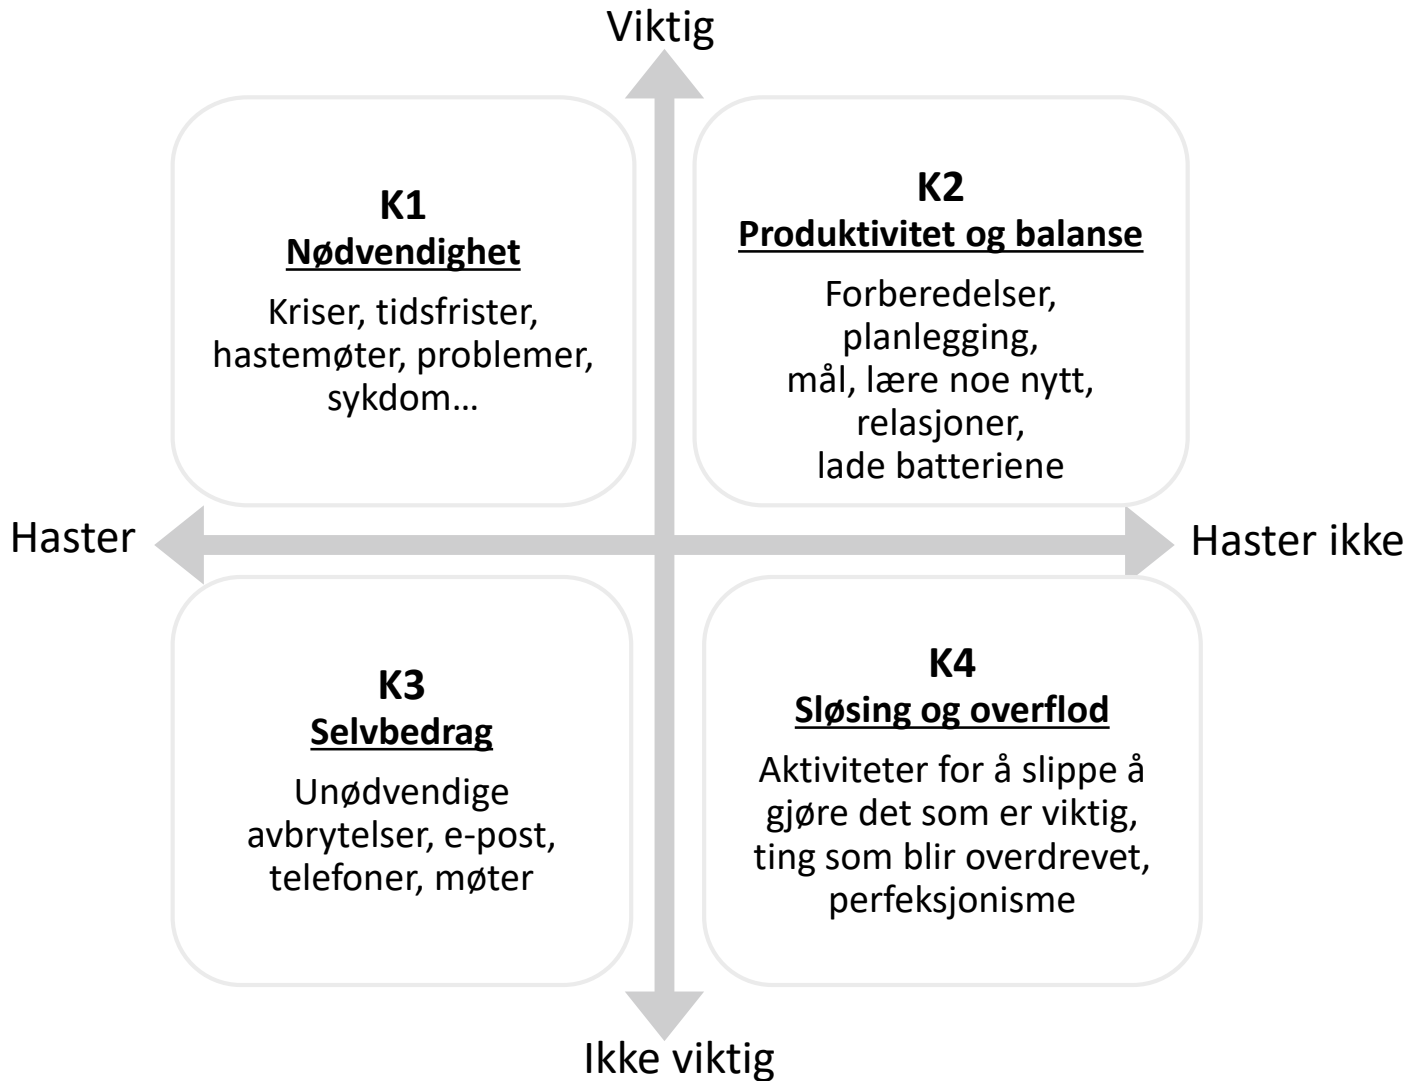 Viktig
K1
Nødvendighet
Kriser, tidsfrister,
hastemøter, problemer,
sykdom…
K2
Produktivitet og balanse
Forberedelser,
planlegging,
mål, lære noe nytt,
relasjoner,
lade batteriene
Haster
Haster ikke
K3
Selvbedrag
Unødvendige
avbrytelser, e-post,
telefoner, møter
K4
Sløsing og overflod
Aktiviteter for å slippe å
gjøre det som er viktig,
ting som blir overdrevet,
perfeksjonisme
Ikke viktig